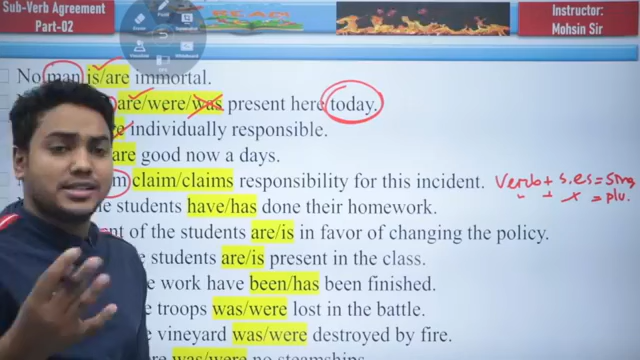 Sub-Verb Agreement
Part-02
Instructor:
Mohsin Sir
No man is/are immortal.
are/were/was present here today.
individually responsible.
are good now a days.
claim/claims responsibility for this incident.
Verb + s.es = sing
x = plu.
the students have/has done their homework.
of the students are/is in favor of changing the policy.
students are/is present in the class.
work have been/has been finished.
troops was/were lost in the battle.
vineyard was/were destroyed by fire.
was/were no steamships